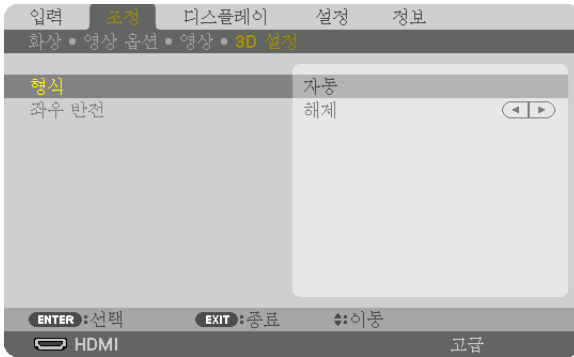 입력 조정 디스플레이 설정 정보
화상 • 영상 옵션 • 영상 • 3D 설정
형식 자동
좌우 반전 해제
ENTER :선택 EXIT :종료 :이동
HDMI 고급